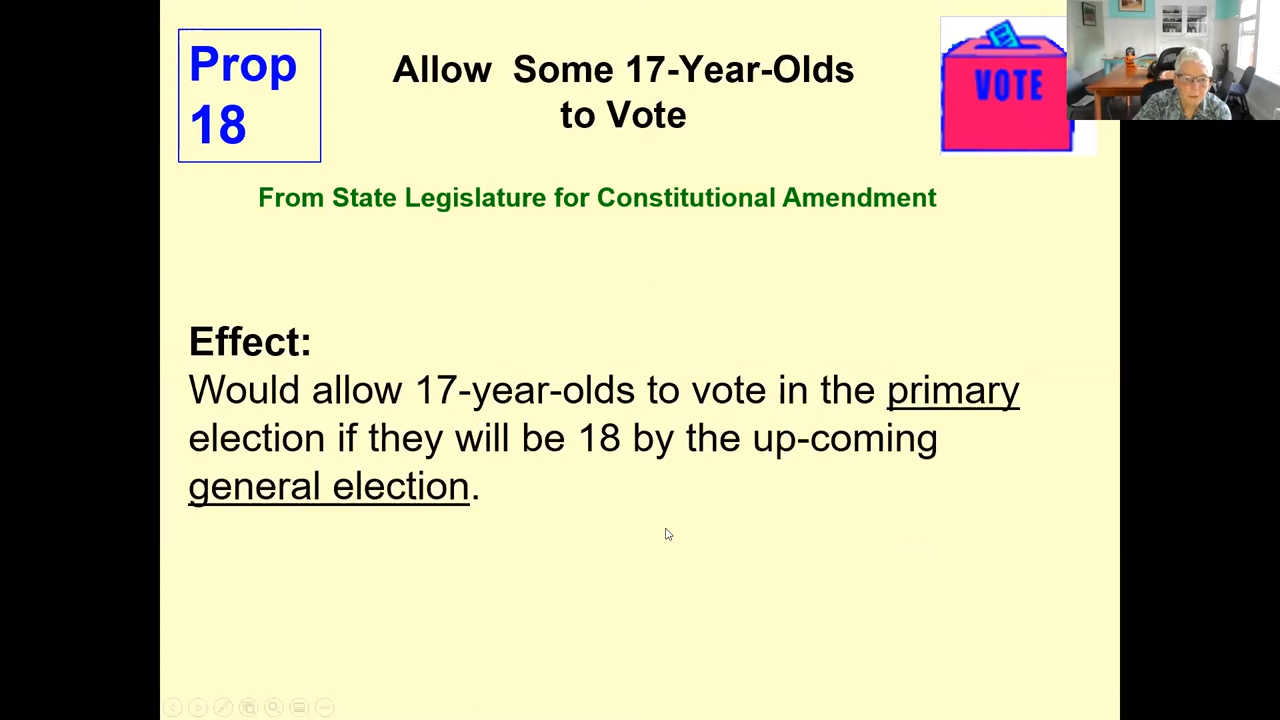 Prop
18
Allow Some 17-Year-Olds
to Vote
VOTE
From State Legislature for Constitutional Amendment
Effect:
Would allow 17-year-olds to vote in the primary
election if they will be 18 by the up-coming
general election.